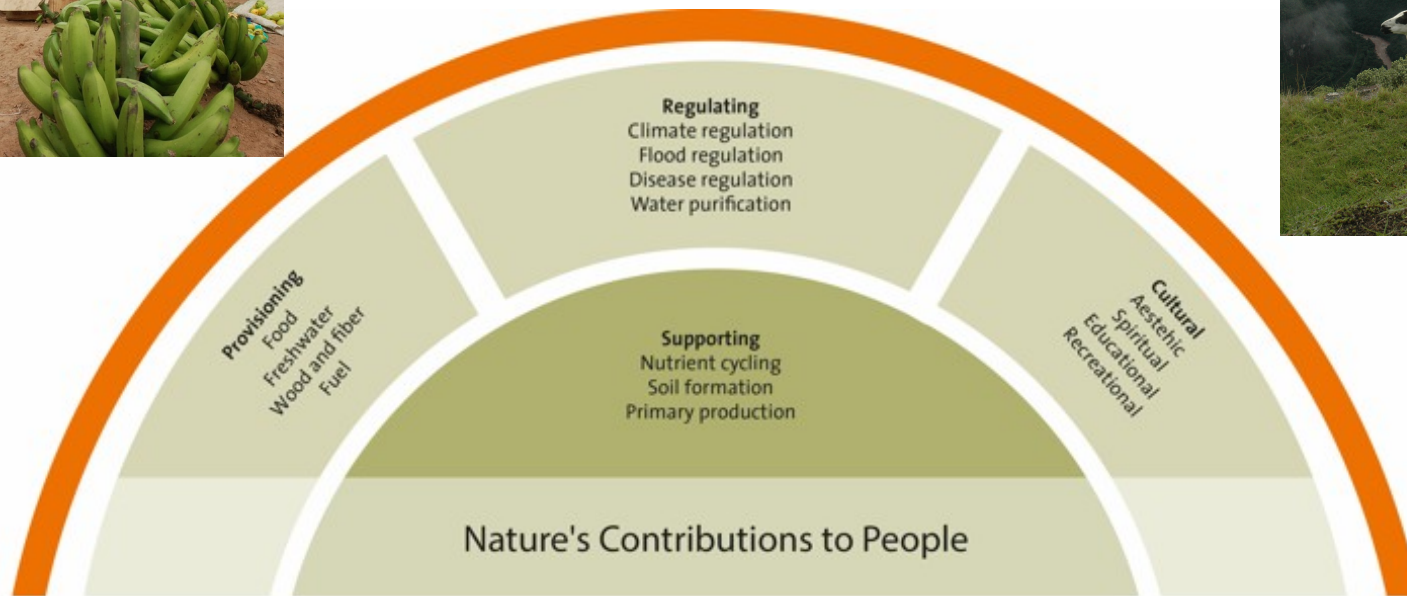 Regulating
Climate regulation
Flood regulation
Disease regulation
Water purification
Provisioning
Food
Freshwater
Wood and fiber
Fuel
Cultural
Aestehic
Spiritual
Educational
Recreational
Supporting
Nutrient cycling
Soil formation
Primary production
Nature's Contributions to People